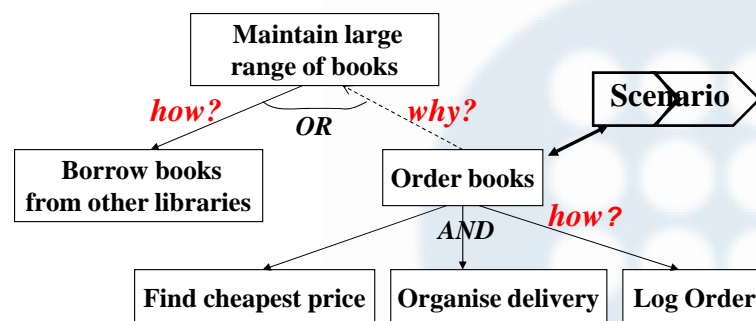 Maintain large
range of books
how?
OR
why?
Scenario
Borrow books
from other libraries
Order books
AND
how?
Find cheapest price
Organise delivery
Log Order